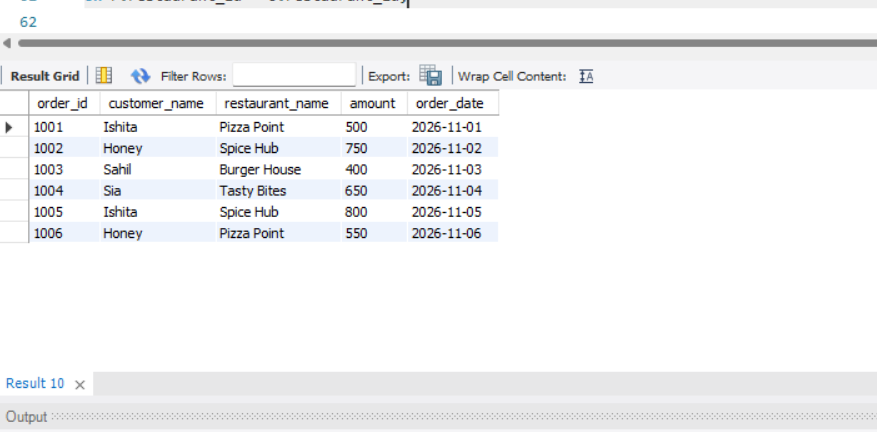 62
Result Grid Filter Rows: Export: Wrap Cell Content: IA
order_id customer_name restaurant_name amount order_date
1001 Ishita Pizza Point 500 2026-11-01
1002 Honey Spice Hub 750 2026-11-02
1003 Sahil Burger House 400 2026-11-03
1004 Sia Tasty Bites 650 2026-11-04
1005 Ishita Spice Hub 800 2026-11-05
1006 Honey Pizza Point 550 2026-11-06
Result 10
Output